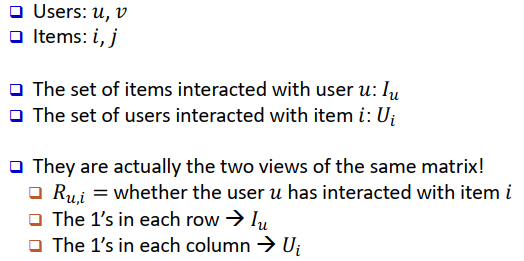 Users: u, v
Items: i, j
The set of items interacted with user u: I_u
The set of users interacted with item i: U_i
They are actually the two views of the same matrix!
R_{u,i} = whether the user u has interacted with item i
The 1's in each row → I_u
The 1's in each column → U_i